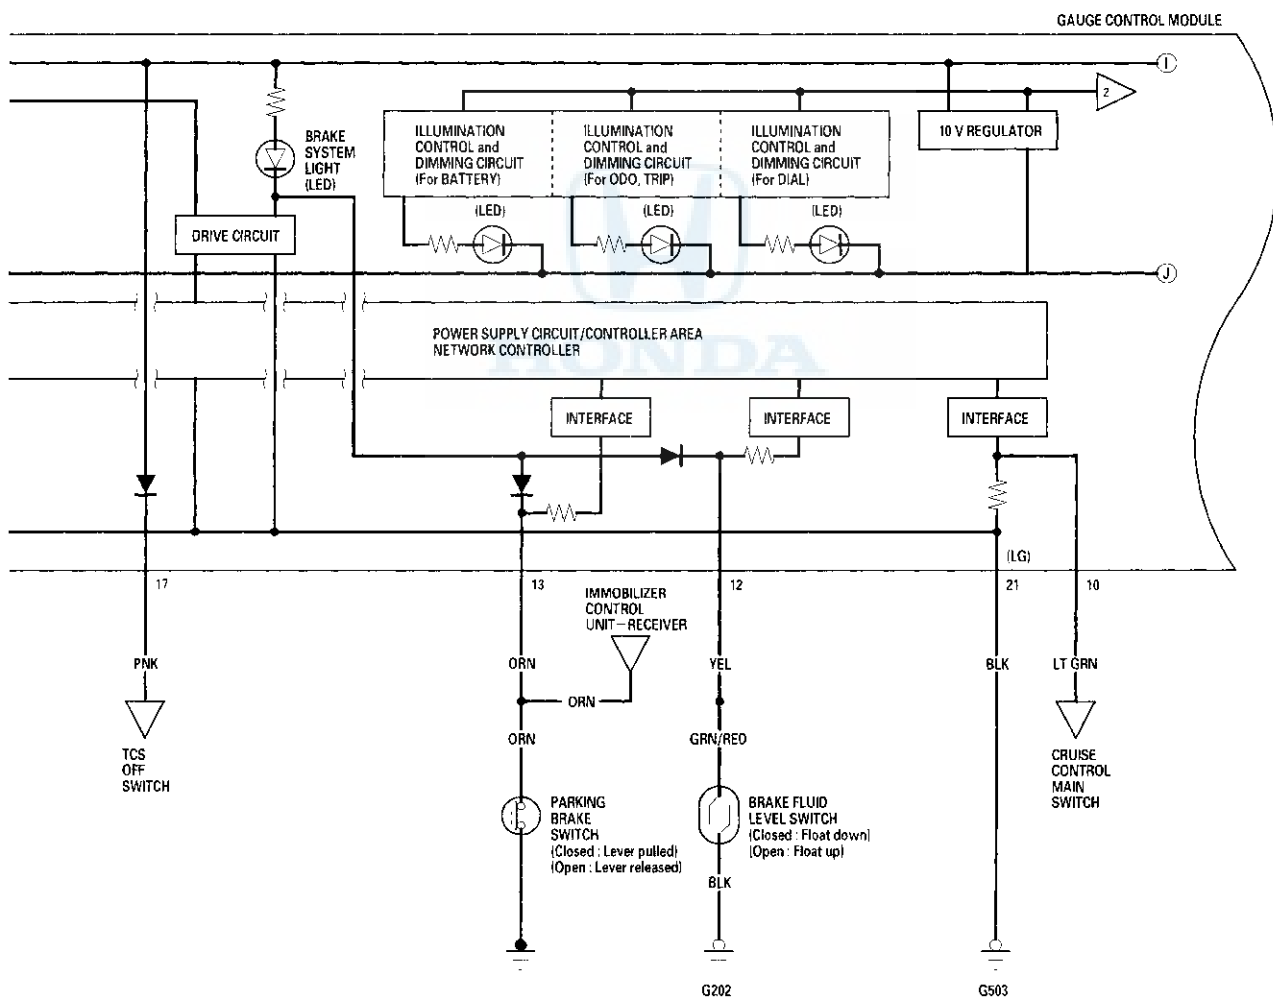 GAUGE CONTROL MODULE
I
2
BRAKE
SYSTEM
LIGHT
(LED)
ILLUMINATION
CONTROL and
DIMMING CIRCUIT
(For BATTERY)
ILLUMINATION
CONTROL and
DIMMING CIRCUIT
(For ODO, TRIP)
ILLUMINATION
CONTROL and
DIMMING CIRCUIT
(For DIAL)
10 V REGULATOR
(LED)
(LED)
(LED)
DRIVE CIRCUIT
J
POWER SUPPLY CIRCUIT/CONTROLLER AREA
NETWORK CONTROLLER
HONDA
INTERFACE
INTERFACE
INTERFACE
(LG)
17
13
12
21
10
IMMOBILIZER
CONTROL
UNIT–RECEIVER
PNK
ORN
YEL
BLK
LT GRN
ORN
ORN
GRN/RED
TCS
OFF
SWITCH
CRUISE
CONTROL
MAIN
SWITCH
PARKING
BRAKE
SWITCH
(Closed : Lever pulled)
(Open : Lever released)
BRAKE FLUID
LEVEL SWITCH
(Closed : Float down)
(Open : Float up)
BLK
G202
G503